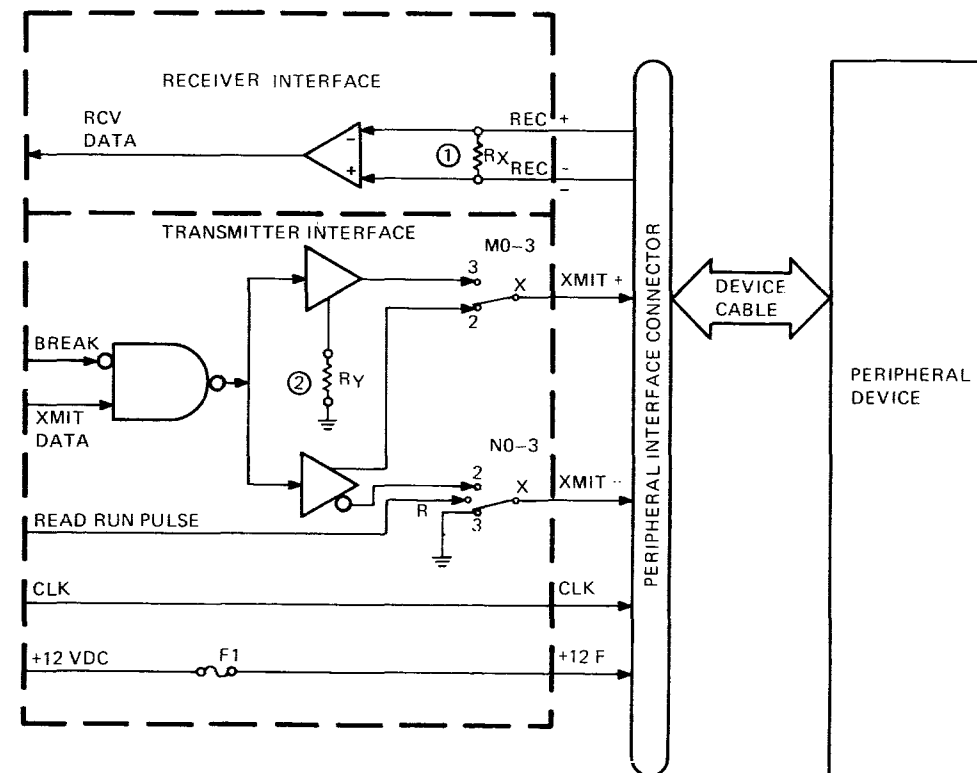 RECEIVER INTERFACE
RCV
DATA
REC +
-
+
1
RX
REC -
-
TRANSMITTER INTERFACE
M0-3
3
X
XMIT +
2
BREAK
XMIT
DATA
2
RY
N0-3
2
X
XMIT -
R
3
READ RUN PULSE
CLK
CLK
+12 VDC
F1
+12 F
PERIPHERAL INTERFACE CONNECTOR
DEVICE
CABLE
PERIPHERAL
DEVICE